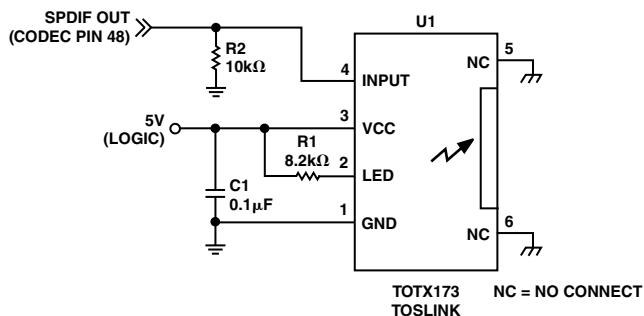 SPDIF OUT
(CODEC PIN 48)
R2
10kΩ
U1
4
INPUT
5
NC
5V
(LOGIC)
3
VCC
R1
8.2kΩ
2
LED
C1
0.1μF
1
GND
6
NC
TOTX173
TOSLINK
NC = NO CONNECT